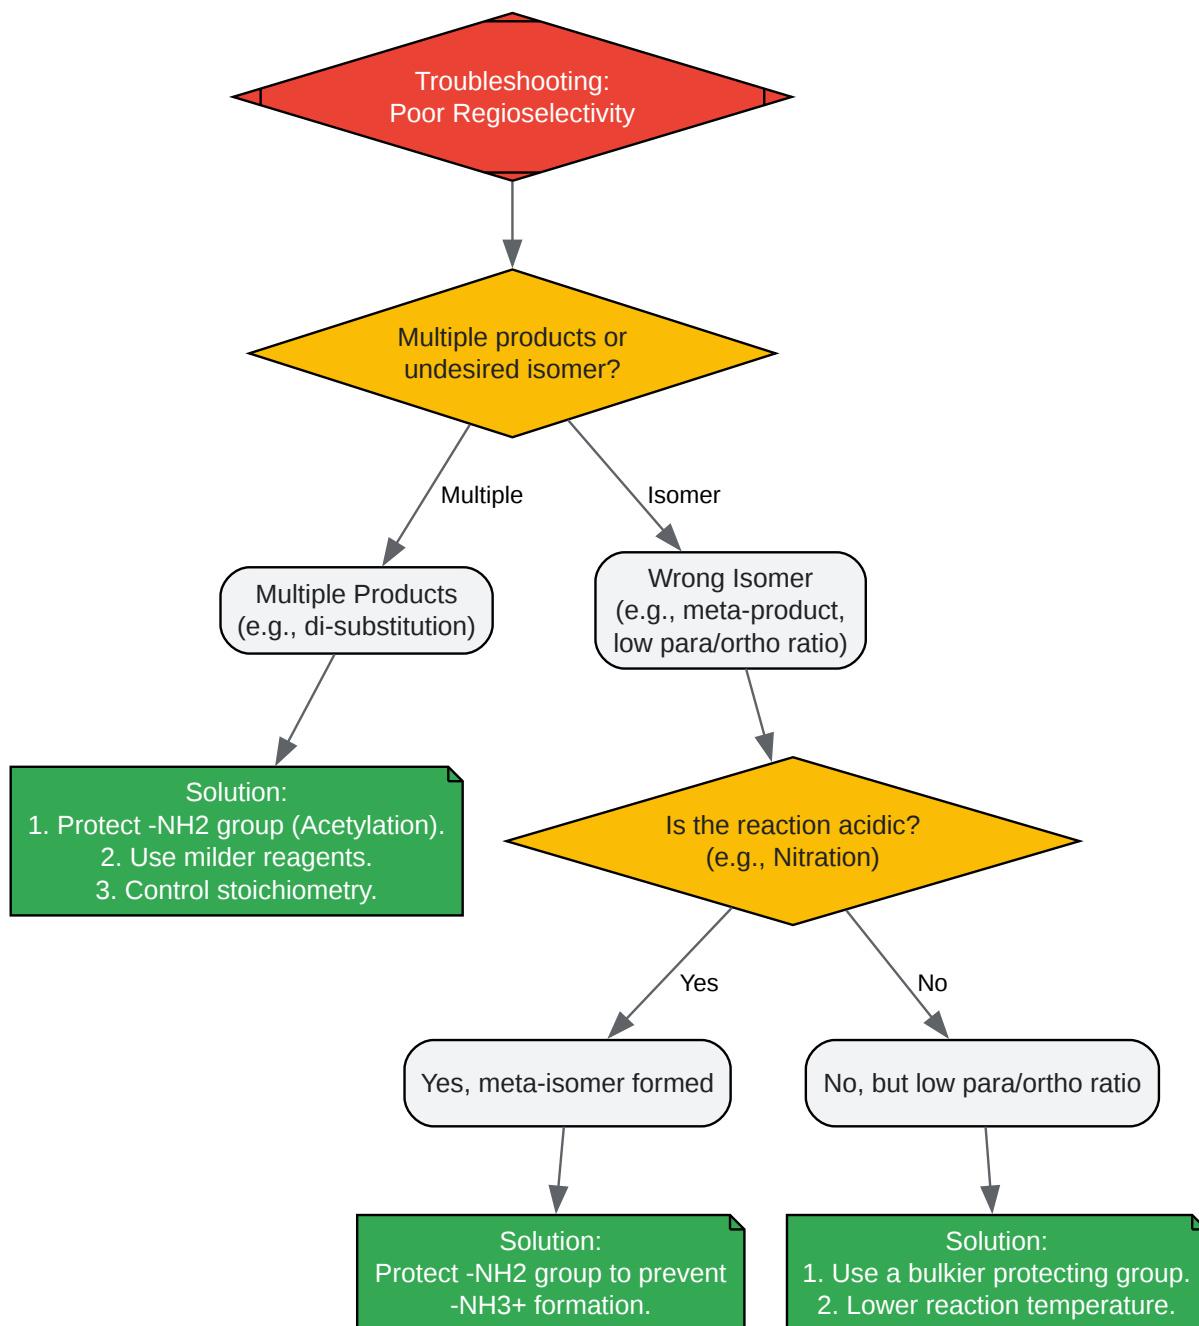 Troubleshooting:
Poor Regioselectivity
Multiple products or
undesired isomer?
Multiple
Isomer
Multiple Products
(e.g., di-substitution)
Wrong Isomer
(e.g., meta-product,
low para/ortho ratio)
Solution:
1. Protect -NH2 group (Acetylation).
2. Use milder reagents.
3. Control stoichiometry.
Is the reaction acidic?
(e.g., Nitration)
Yes
No
Yes, meta-isomer formed
No, but low para/ortho ratio
Solution:
Protect -NH2 group to prevent
-NH3+ formation.
Solution:
1. Use a bulkier protecting group.
2. Lower reaction temperature.